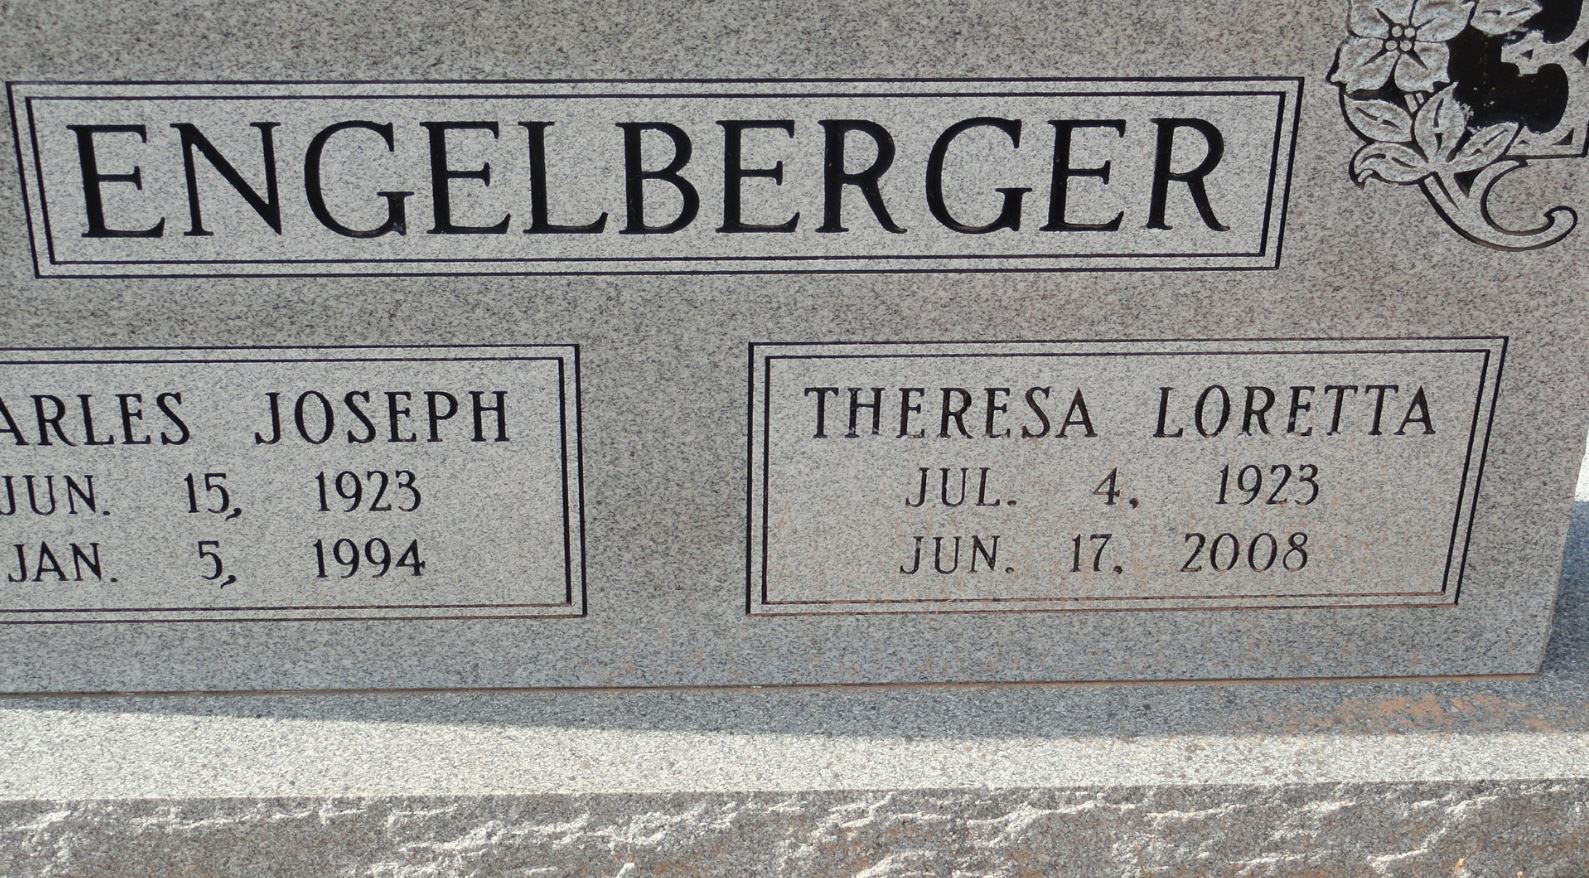 ENGELBERGER
ARLES JOSEPH
JUN. 15, 1923
JAN. 5, 1994
THERESA LORETTA
JUL. 4, 1923
JUN. 17, 2008